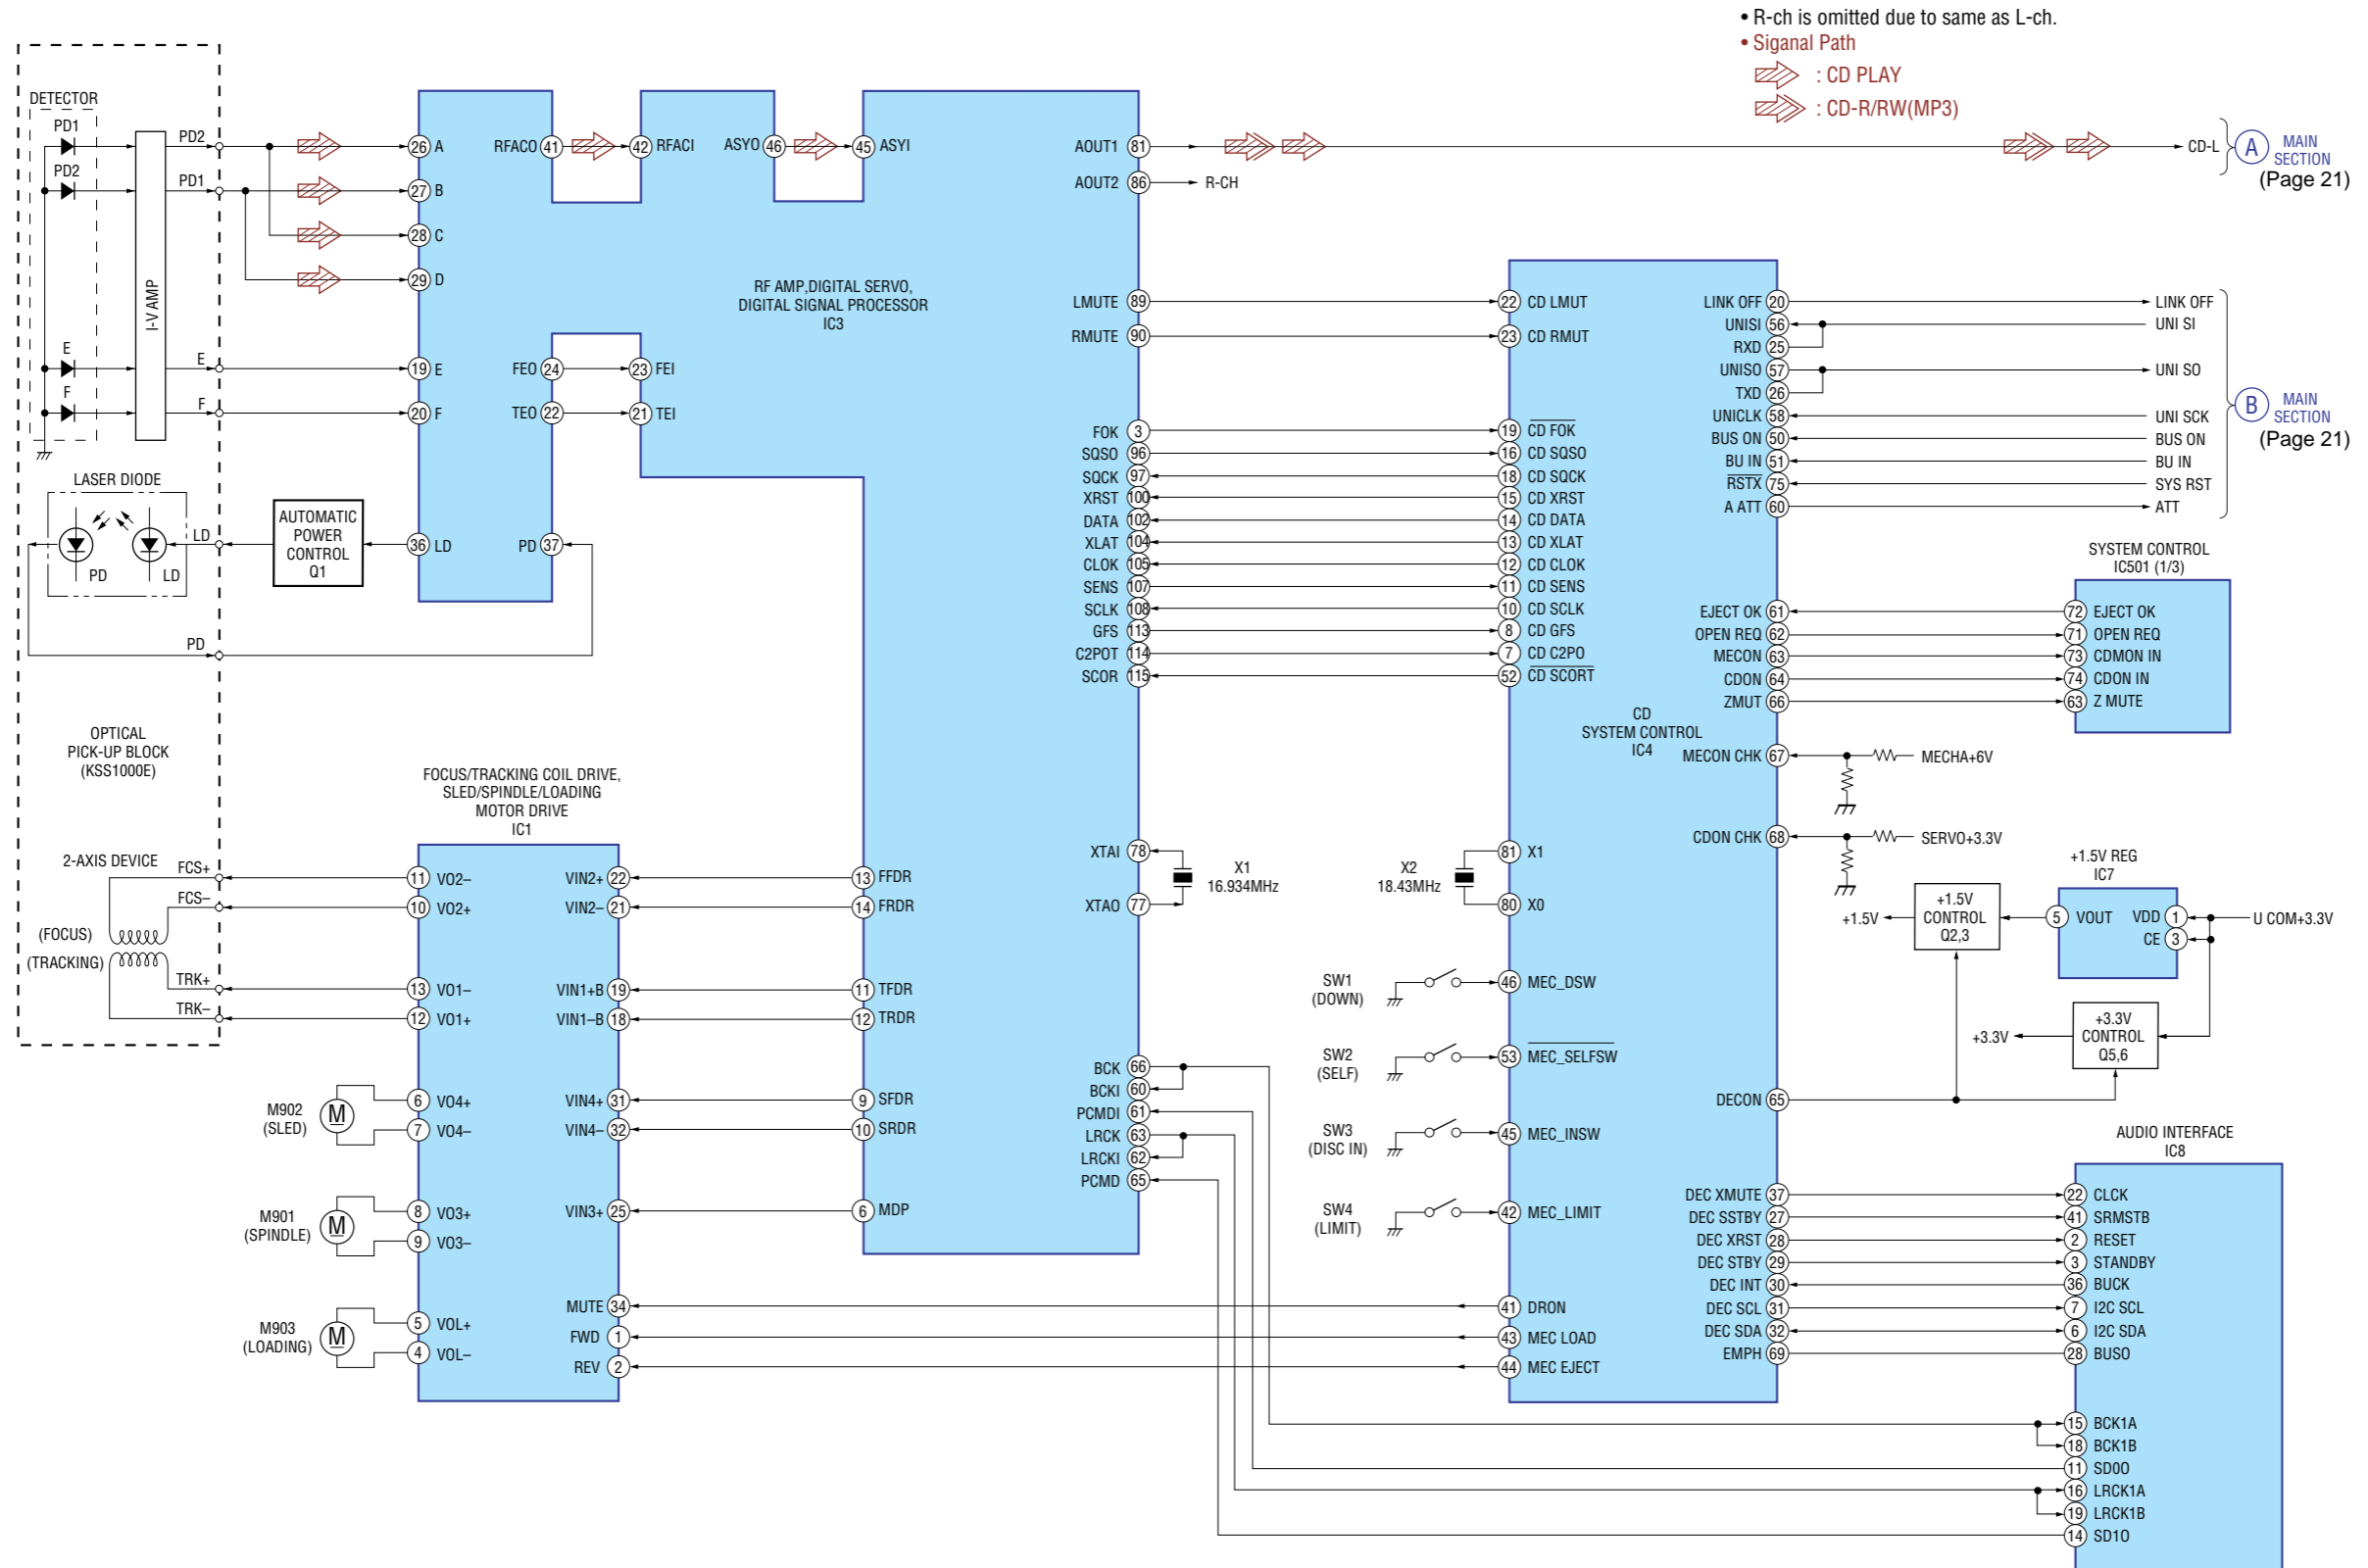 • R-ch is omitted due to same as L-ch.
• Siganal Path
: CD PLAY
: CD-R/RW(MP3)
DETECTOR
PD1
PD2
E
F
I-V AMP
PD2
PD1
E
F
LASER DIODE
PD
LD
LD
PD
AUTOMATIC
POWER
CONTROL
Q1
OPTICAL
PICK-UP BLOCK
(KSS1000E)
2-AXIS DEVICE
(FOCUS)
(TRACKING)
FCS+
FCS–
TRK+
TRK–
26 A
27 B
28 C
29 D
19 E
20 F
36 LD
PD 37
RFACO 41
42 RFACI
ASYO 46
45 ASYI
FEO 24
23 FEI
TEO 22
21 TEI
RF AMP,DIGITAL SERVO,
DIGITAL SIGNAL PROCESSOR
IC3
AOUT1 81
AOUT2 86
R-CH
CD-L
A
MAIN
SECTION
(Page 21)
LMUTE 89
RMUTE 90
FOK 3
SQSO 96
SQCK 97
XRST 100
DATA 102
XLAT 104
CLOK 105
SENS 107
SCLK 108
GFS 113
C2POT 114
SCOR 115
XTAI 78
XTAO 77
X1
16.934MHz
13 FFDR
14 FRDR
11 TFDR
12 TRDR
9 SFDR
10 SRDR
6 MDP
BCK 66
BCKI 60
PCMDI 61
LRCK 63
LRCKI 62
PCMD 65
FOCUS/TRACKING COIL DRIVE,
SLED/SPINDLE/LOADING
MOTOR DRIVE
IC1
11 VO2–
10 VO2+
13 VO1–
12 VO1+
6 VO4+
7 VO4–
8 VO3+
9 VO3–
5 VOL+
4 VOL–
VIN2+ 22
VIN2– 21
VIN1+B 19
VIN1–B 18
VIN4+ 31
VIN4– 32
VIN3+ 25
MUTE 34
FWD 1
REV 2
M902
(SLED)
M
M901
(SPINDLE)
M
M903
(LOADING)
M
22 CD LMUT
23 CD RMUT
19 CD FOK
16 CD SQSO
18 CD SQCK
15 CD XRST
14 CD DATA
13 CD XLAT
12 CD CLOK
11 CD SENS
10 CD SCLK
8 CD GFS
7 CD C2PO
52 CD SCORT
CD
SYSTEM CONTROL
IC4
81 X1
80 X0
X2
18.43MHz
SW1
(DOWN)
46 MEC_DSW
SW2
(SELF)
53 MEC_SELFSW
SW3
(DISC IN)
45 MEC_INSW
SW4
(LIMIT)
42 MEC_LIMIT
41 DRON
43 MEC LOAD
44 MEC EJECT
LINK OFF 20
UNISI 56
RXD 25
UNISO 57
TXD 26
UNICLK 58
BUS ON 50
BU IN 51
RSTX 75
A ATT 60
LINK OFF
UNI SI
UNI SO
UNI SCK
BUS ON
BU IN
SYS RST
ATT
B
MAIN
SECTION
(Page 21)
EJECT OK 61
OPEN REQ 62
MECON 63
CDON 64
ZMUT 66
SYSTEM CONTROL
IC501 (1/3)
72 EJECT OK
71 OPEN REQ
73 CDMON IN
74 CDON IN
63 Z MUTE
MECON CHK 67
MECHA+6V
CDON CHK 68
SERVO+3.3V
+1.5V REG
IC7
+1.5V
+1.5V
CONTROL
Q2,3
5 VOUT
VDD 1
CE 3
U COM+3.3V
+3.3V
+3.3V
CONTROL
Q5,6
DECON 65
AUDIO INTERFACE
IC8
DEC XMUTE 37
DEC SSTBY 27
DEC XRST 28
DEC STBY 29
DEC INT 30
DEC SCL 31
DEC SDA 32
EMPH 69
22 CLCK
41 SRMSTB
2 RESET
3 STANDBY
36 BUCK
7 I2C SCL
6 I2C SDA
28 BUSO
15 BCK1A
18 BCK1B
11 SD0O
16 LRCK1A
19 LRCK1B
14 SD1O